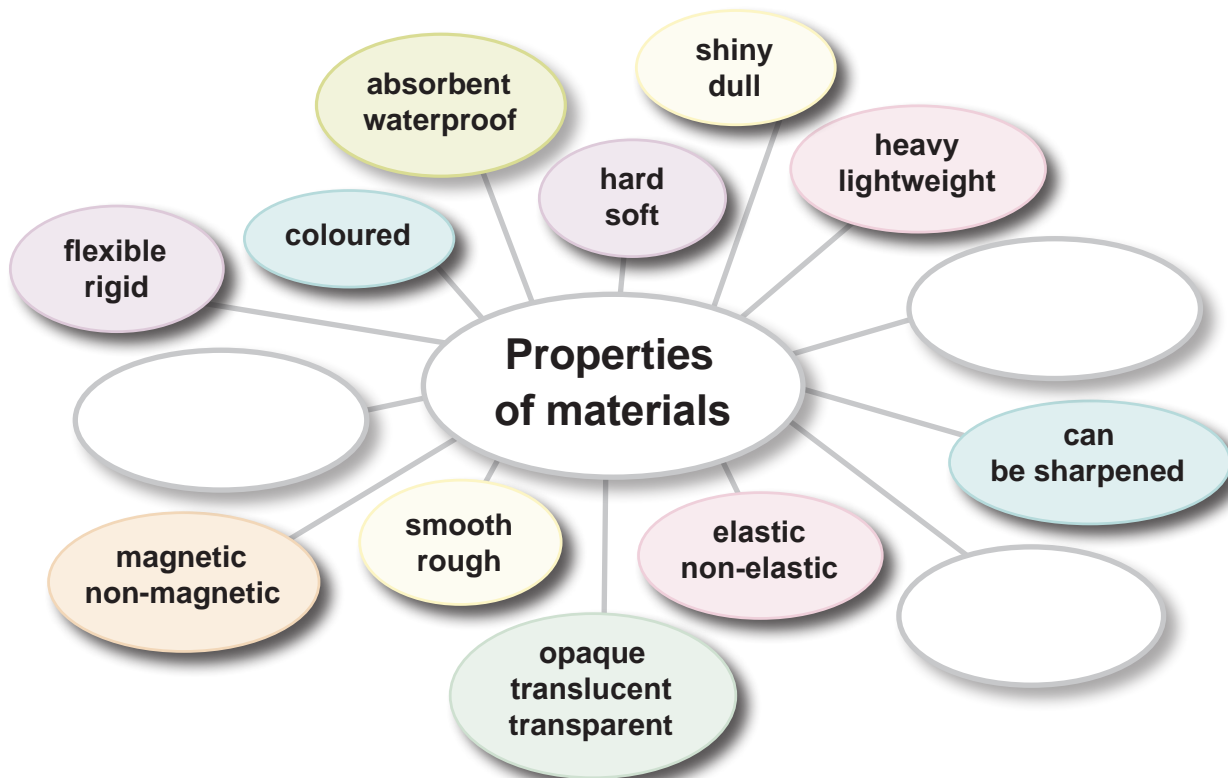 shiny
dull
absorbent
waterproof
heavy
lightweight
hard
soft
coloured
flexible
rigid
Properties
of materials
can
be sharpened
smooth
rough
elastic
non-elastic
magnetic
non-magnetic
opaque
translucent
transparent